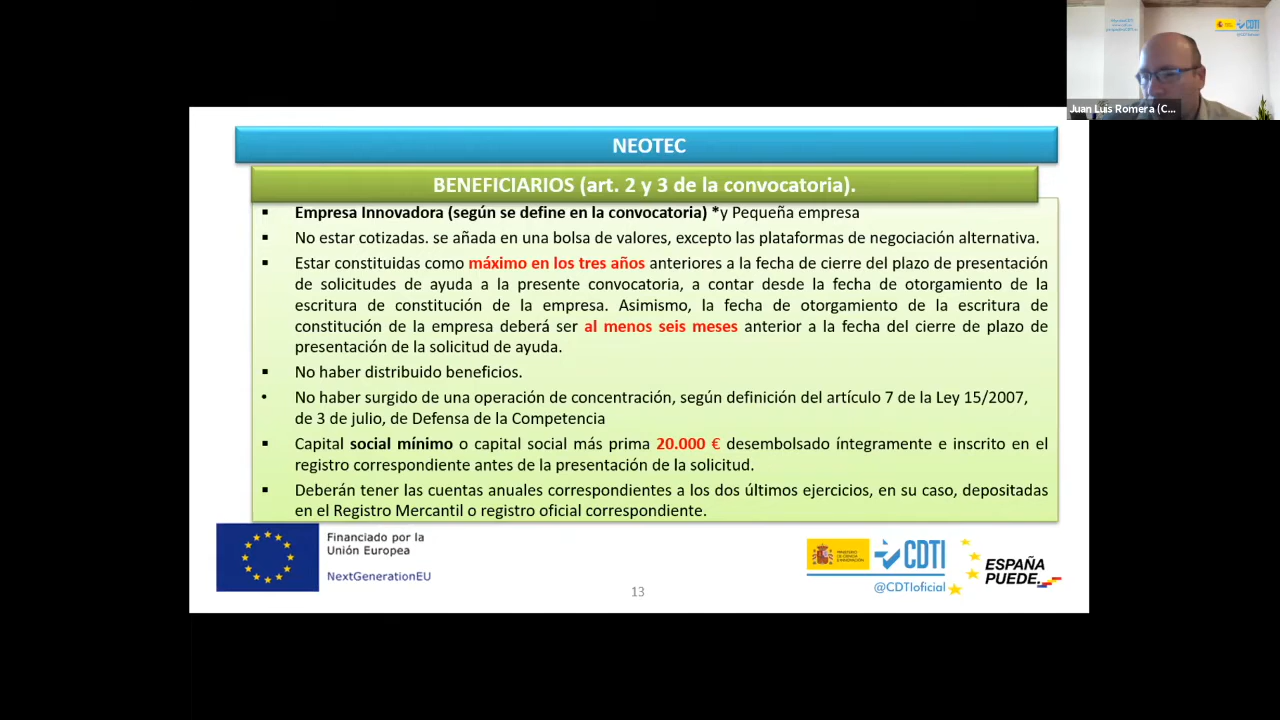 NEOTEC
BENEFICIARIOS (art. 2 y 3 de la convocatoria).
▪ Empresa Innovadora (según se define en la convocatoria) *y Pequeña empresa
▪ No estar cotizadas. se añada en una bolsa de valores, excepto las plataformas de negociación alternativa.
▪ Estar constituidas como máximo en los tres años anteriores a la fecha de cierre del plazo de presentación
de solicitudes de ayuda a la presente convocatoria, a contar desde la fecha de otorgamiento de la
escritura de constitución de la empresa. Asimismo, la fecha de otorgamiento de la escritura de
constitución de la empresa deberá ser al menos seis meses anterior a la fecha del cierre de plazo de
presentación de la solicitud de ayuda.
▪ No haber distribuido beneficios.
• No haber surgido de una operación de concentración, según definición del artículo 7 de la Ley 15/2007,
de 3 de julio, de Defensa de la Competencia
▪ Capital social mínimo o capital social más prima 20.000 € desembolsado íntegramente e inscrito en el
registro correspondiente antes de la presentación de la solicitud.
▪ Deberán tener las cuentas anuales correspondientes a los dos últimos ejercicios, en su caso, depositadas
en el Registro Mercantil o registro oficial correspondiente.
Financiado por la
Unión Europea
NextGenerationEU
13
MINISTERIO
DE CIENCIA
E INNOVACIÓN
CDTI
@CDTIoficial
ESPAÑA
PUEDE.
CDTI
Juan Luis Romera (C...